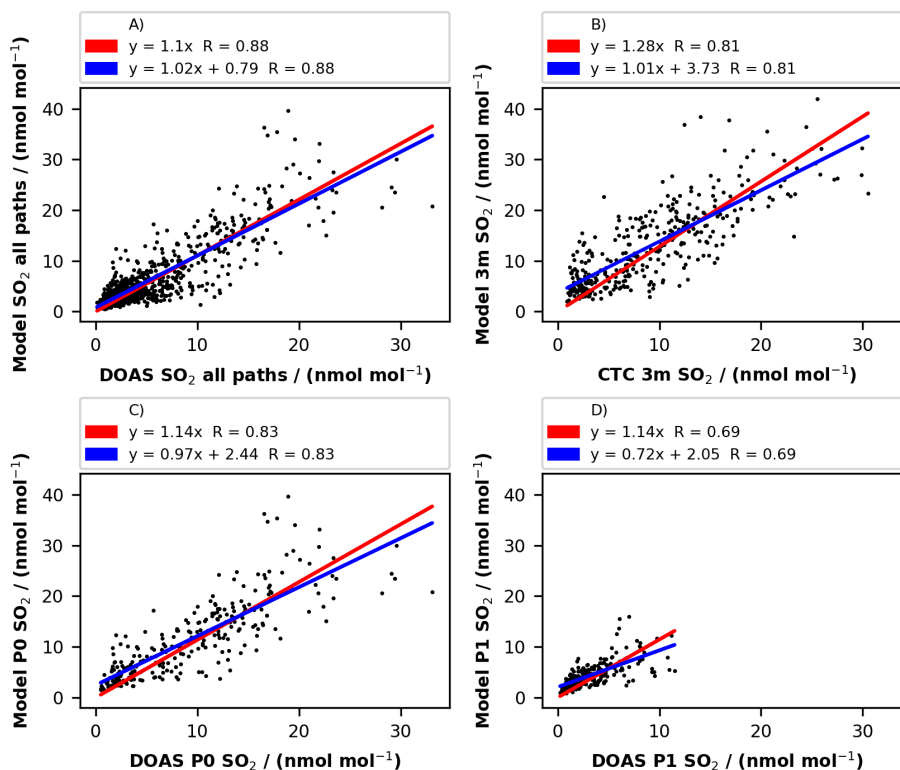 A)
y = 1.1x  R = 0.88
y = 1.02x + 0.79  R = 0.88
Model SO₂ all paths / (nmol mol⁻¹)
40
30
20
10
0
0 10 20 30
DOAS SO₂ all paths / (nmol mol⁻¹)
B)
y = 1.28x  R = 0.81
y = 1.01x + 3.73  R = 0.81
Model 3m SO₂ / (nmol mol⁻¹)
40
30
20
10
0
0 10 20 30
CTC 3m SO₂ / (nmol mol⁻¹)
C)
y = 1.14x  R = 0.83
y = 0.97x + 2.44  R = 0.83
Model P0 SO₂ / (nmol mol⁻¹)
40
30
20
10
0
0 10 20 30
DOAS P0 SO₂ / (nmol mol⁻¹)
D)
y = 1.14x  R = 0.69
y = 0.72x + 2.05  R = 0.69
Model P1 SO₂ / (nmol mol⁻¹)
40
30
20
10
0
0 10 20 30
DOAS P1 SO₂ / (nmol mol⁻¹)